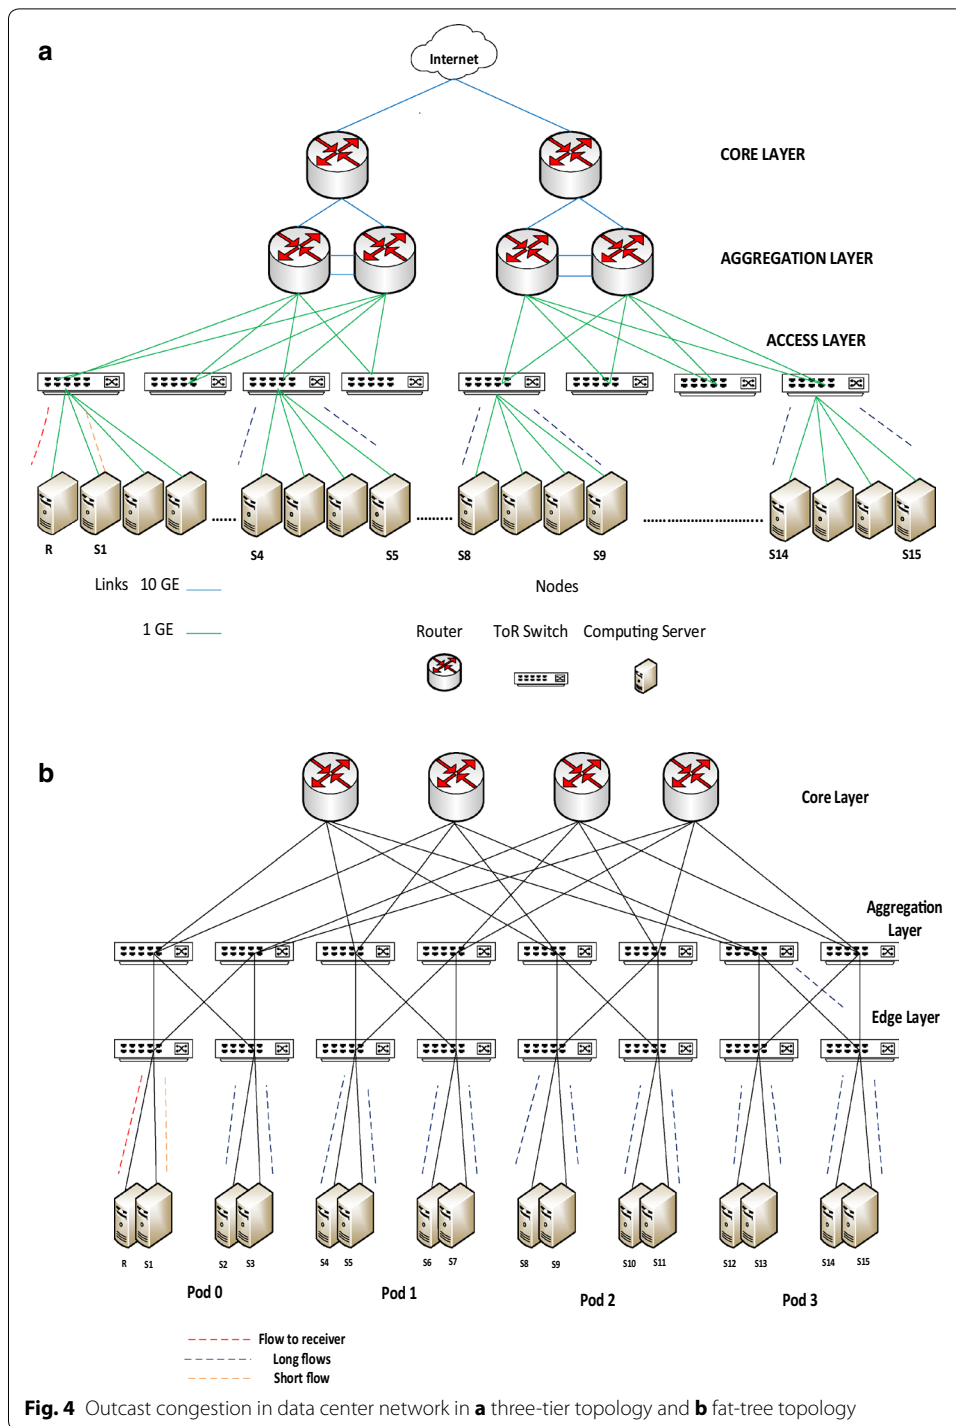 a
Internet
CORE LAYER
AGGREGATION LAYER
ACCESS LAYER
R S1 S4 S5 S8 S9 S14 S15
Links 10 GE Nodes
1 GE
Router ToR Switch Computing Server
b
Core Layer
Aggregation
Layer
Edge Layer
R S1 S2 S3 S4 S5 S6 S7 S8 S9 S10 S11 S12 S13 S14 S15
Pod 0 Pod 1 Pod 2 Pod 3
Flow to receiver
Long flows
Short flow
Fig. 4 Outcast congestion in data center network in a three-tier topology and b fat-tree topology